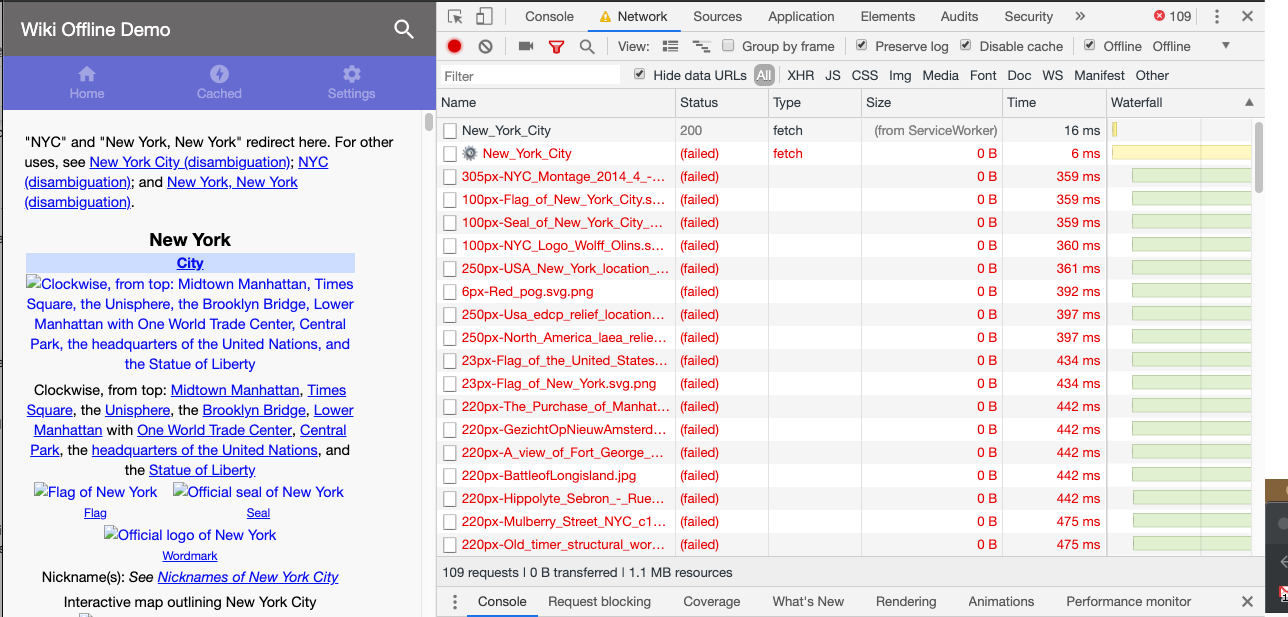 Wiki Offline Demo
Home Cached Settings
"NYC" and "New York, New York" redirect here. For other
uses, see New York City (disambiguation); NYC
(disambiguation); and New York, New York
(disambiguation).
New York
City
Clockwise, from top: Midtown Manhattan, Times
Square, the Unisphere, the Brooklyn Bridge, Lower
Manhattan with One World Trade Center, Central
Park, the headquarters of the United Nations, and
the Statue of Liberty
Clockwise, from top: Midtown Manhattan, Times
Square, the Unisphere, the Brooklyn Bridge, Lower
Manhattan with One World Trade Center, Central
Park, the headquarters of the United Nations, and
the Statue of Liberty
Flag of New York Official seal of New York
Flag Seal
Official logo of New York
Wordmark
Nickname(s): See Nicknames of New York City
Interactive map outlining New York City
Console Network Sources Application Elements Audits Security » 109
View: Group by frame Preserve log Disable cache Offline Offline
Filter Hide data URLs All XHR JS CSS Img Media Font Doc WS Manifest Other
Name Status Type Size Time Waterfall
New_York_City 200 fetch (from ServiceWorker) 16 ms
New_York_City (failed) fetch 0 B 6 ms
305px-NYC_Montage_2014_4_-... (failed) 0 B 359 ms
100px-Flag_of_New_York_City.s... (failed) 0 B 359 ms
100px-Seal_of_New_York_City_... (failed) 0 B 359 ms
100px-NYC_Logo_Wolff_Olins.s... (failed) 0 B 360 ms
250px-USA_New_York_location_... (failed) 0 B 361 ms
6px-Red_pog.svg.png (failed) 0 B 392 ms
250px-Usa_edcp_relief_location... (failed) 0 B 397 ms
250px-North_America_laea_relie... (failed) 0 B 397 ms
23px-Flag_of_the_United_States... (failed) 0 B 434 ms
23px-Flag_of_New_York.svg.png (failed) 0 B 434 ms
220px-The_Purchase_of_Manhat... (failed) 0 B 442 ms
220px-GezichtOpNieuwAmsterd... (failed) 0 B 442 ms
220px-A_view_of_Fort_George_... (failed) 0 B 442 ms
220px-BattleofLongisland.jpg (failed) 0 B 442 ms
220px-Hippolyte_Sebron_-_Rue... (failed) 0 B 442 ms
220px-Mulberry_Street_NYC_c1... (failed) 0 B 475 ms
220px-Old_timer_structural_wor... (failed) 0 B 475 ms
109 requests | 0 B transferred | 1.1 MB resources
Console Request blocking Coverage What's New Rendering Animations Performance monitor